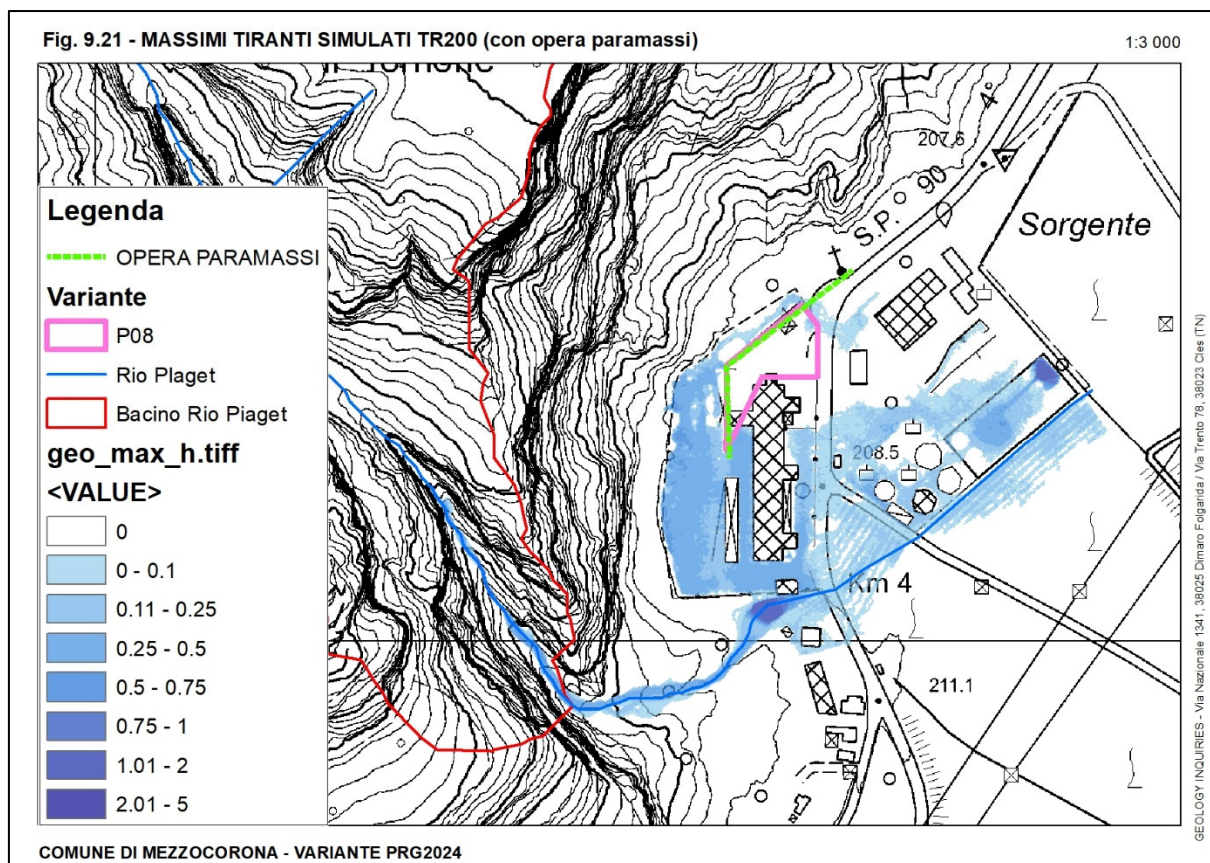 Fig. 9.21 - MASSIMI TIRANTI SIMULATI TR200 (con opera paramassi)
1:3 000
207.6
S.P. 90
4
Sorgente
Legenda
OPERA PARAMASSI
Variante
P08
Rio Piaget
Bacino Rio Piaget
geo_max_h.tiff
<VALUE>
0
0 - 0.1
0.11 - 0.25
0.25 - 0.5
0.5 - 0.75
0.75 - 1
1.01 - 2
2.01 - 5
208.5
Km 4
211.1
GEOLOGY INQUIRIES - Via Nazionale 1341, 38025 Dimaro Folgarida / Via Trento 78, 38023 Cles (TN)
COMUNE DI MEZZOCORONA - VARIANTE PRG2024